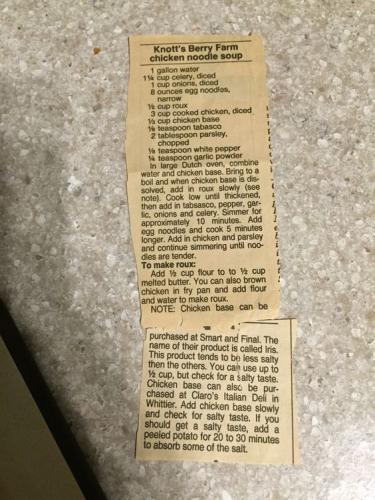 Knott's Berry Farm
chicken noodle soup
1 gallon water
1¼ cup celery, diced
1 cup onions, diced
8 ounces egg noodles,
narrow
½ cup roux
3 cup cooked chicken, diced
⅓ cup chicken base
⅛ teaspoon tabasco
2 tablespoon parsley,
chopped
⅛ teaspoon white pepper
¼ teaspoon garlic powder
In large Dutch oven, combine
water and chicken base. Bring to a
boil and when chicken base is dis-
solved, add in roux slowly (see
note). Cook low until thickened,
then add in tabsasco, pepper, gar-
lic, onions and celery. Simmer for
approximately 10 minutes. Add
egg noodles and cook 5 minutes
longer. Add in chicken and parsley
and continue simmering until noo-
dles are tender.
To make roux:
Add ½ cup flour to to ½ cup
melted butter. You can also brown
chicken in fry pan and add flour
and water to make roux.
NOTE: Chicken base can be
purchased at Smart and Final. The
name of their product is called Iris.
This product tends to be less salty
then the others. You can use up to
½ cup, but check for a salty taste.
Chicken base can also be pur-
chased at Claro's Italian Deli in
Whittier. Add chicken base slowly
and check for salty taste. If you
should get a salty taste, add a
peeled potato for 20 to 30 minutes
to absorb some of the salt.